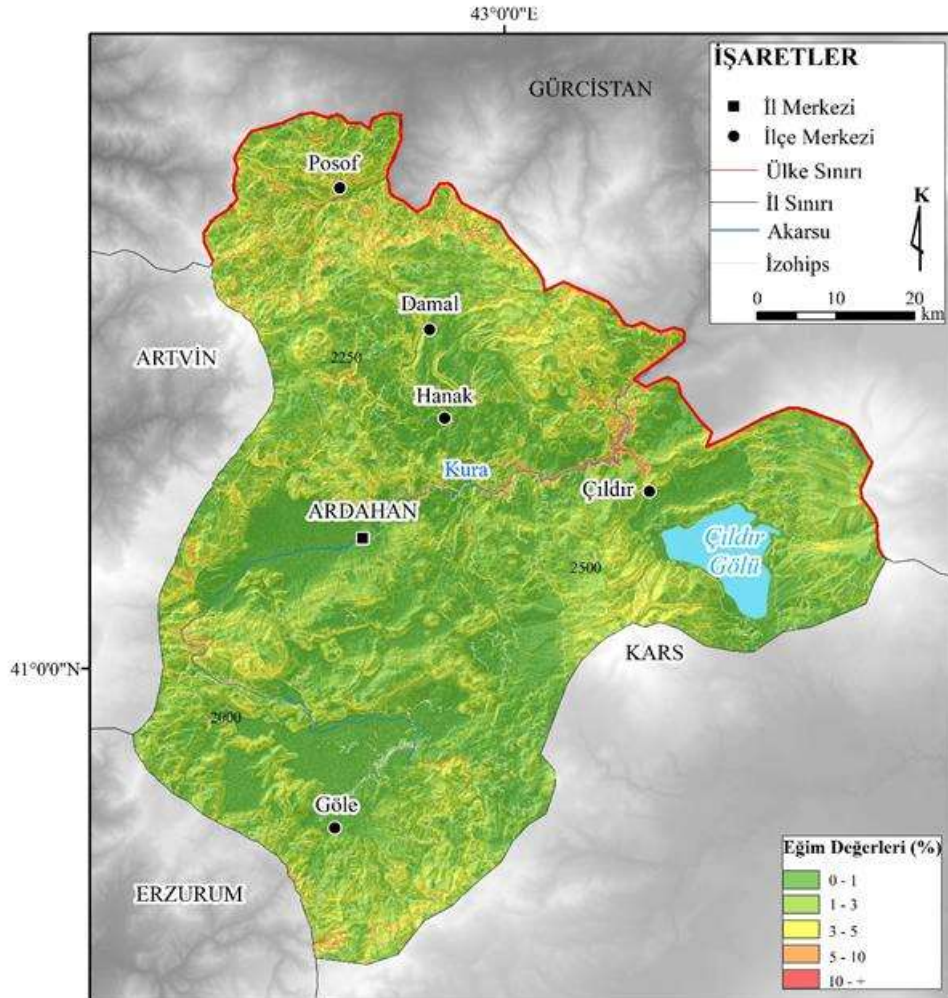 43°0'0"E
GÜRCİSTAN
İŞARETLER
İl Merkezi
İlçe Merkezi
Ülke Sınırı
İl Sınırı
Akarsu
İzohips
K
0 10 20
km
Posof
Damal
ARTVİN
2250
Hanak
Kura
Çıldır
ARDAHAN
Çıldır
Gölü
2500
KARS
41°0'0"N
2000
Göle
ERZURUM
Eğim Değerleri (%)
0 - 1
1 - 3
3 - 5
5 - 10
10 - +